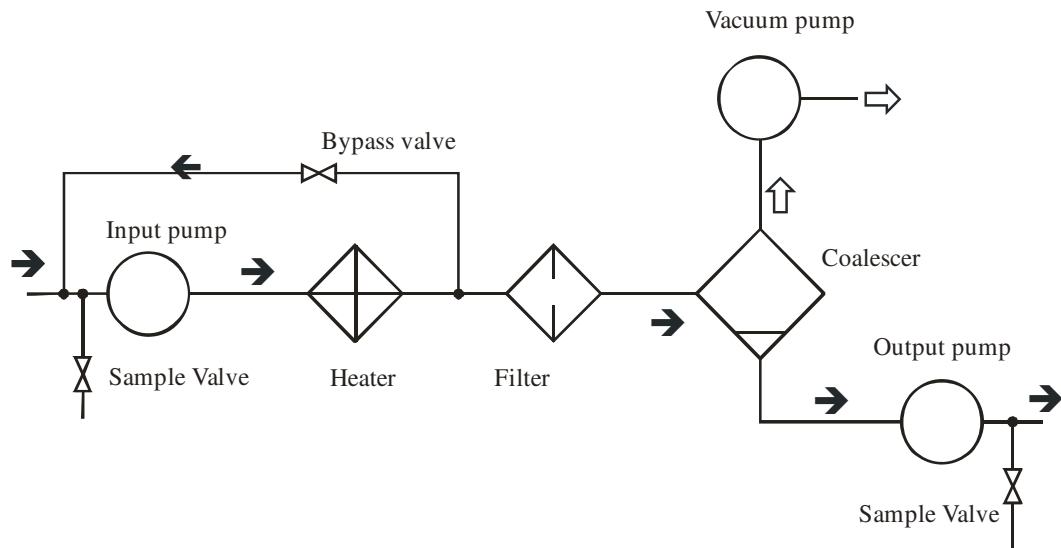 Vacuum pump
Bypass valve
Input pump
Coalescer
Output pump
Sample Valve
Heater
Filter
Sample Valve